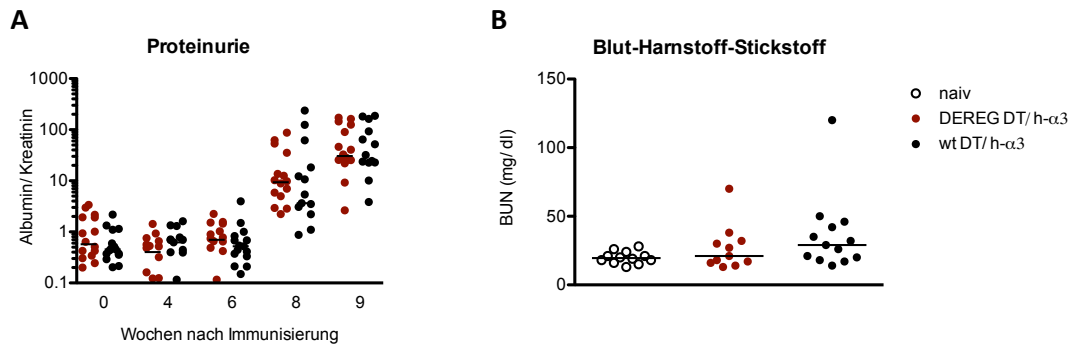 A
Proteinurie
Albumin/ Kreatinin
1000
100
10
1
0.1
0
4
6
8
9
Wochen nach Immunisierung
B
Blut-Harnstoff-Stickstoff
BUN (mg/ dl)
150
100
50
0
naiv
DEREG DT/ h-α3
wt DT/ h-α3